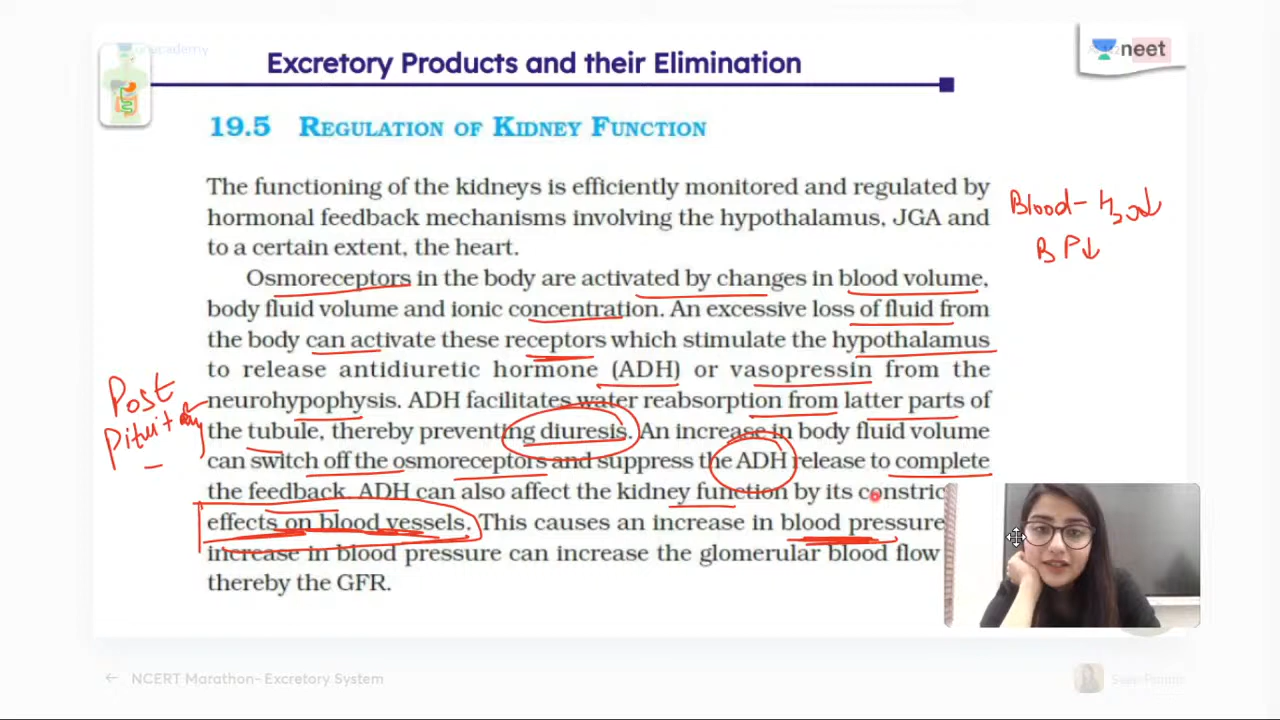 unacademy
neet
Excretory Products and their Elimination
19.5 REGULATION OF KIDNEY FUNCTION
The functioning of the kidneys is efficiently monitored and regulated by
hormonal feedback mechanisms involving the hypothalamus, JGA and
to a certain extent, the heart.
Osmoreceptors in the body are activated by changes in blood volume,
body fluid volume and ionic concentration. An excessive loss of fluid from
the body can activate these receptors which stimulate the hypothalamus
to release antidiuretic hormone (ADH) or vasopressin from the
neurohypophysis. ADH facilitates water reabsorption from latter parts of
the tubule, thereby preventing diuresis. An increase in body fluid volume
can switch off the osmoreceptors and suppress the ADH release to complete
the feedback. ADH can also affect the kidney function by its constric
effects on blood vessels. This causes an increase in blood pressure
increase in blood pressure can increase the glomerular blood flow
thereby the GFR.
Blood- H2O↓
BP↓
Post
Pituitary
← NCERT Marathon- Excretory System